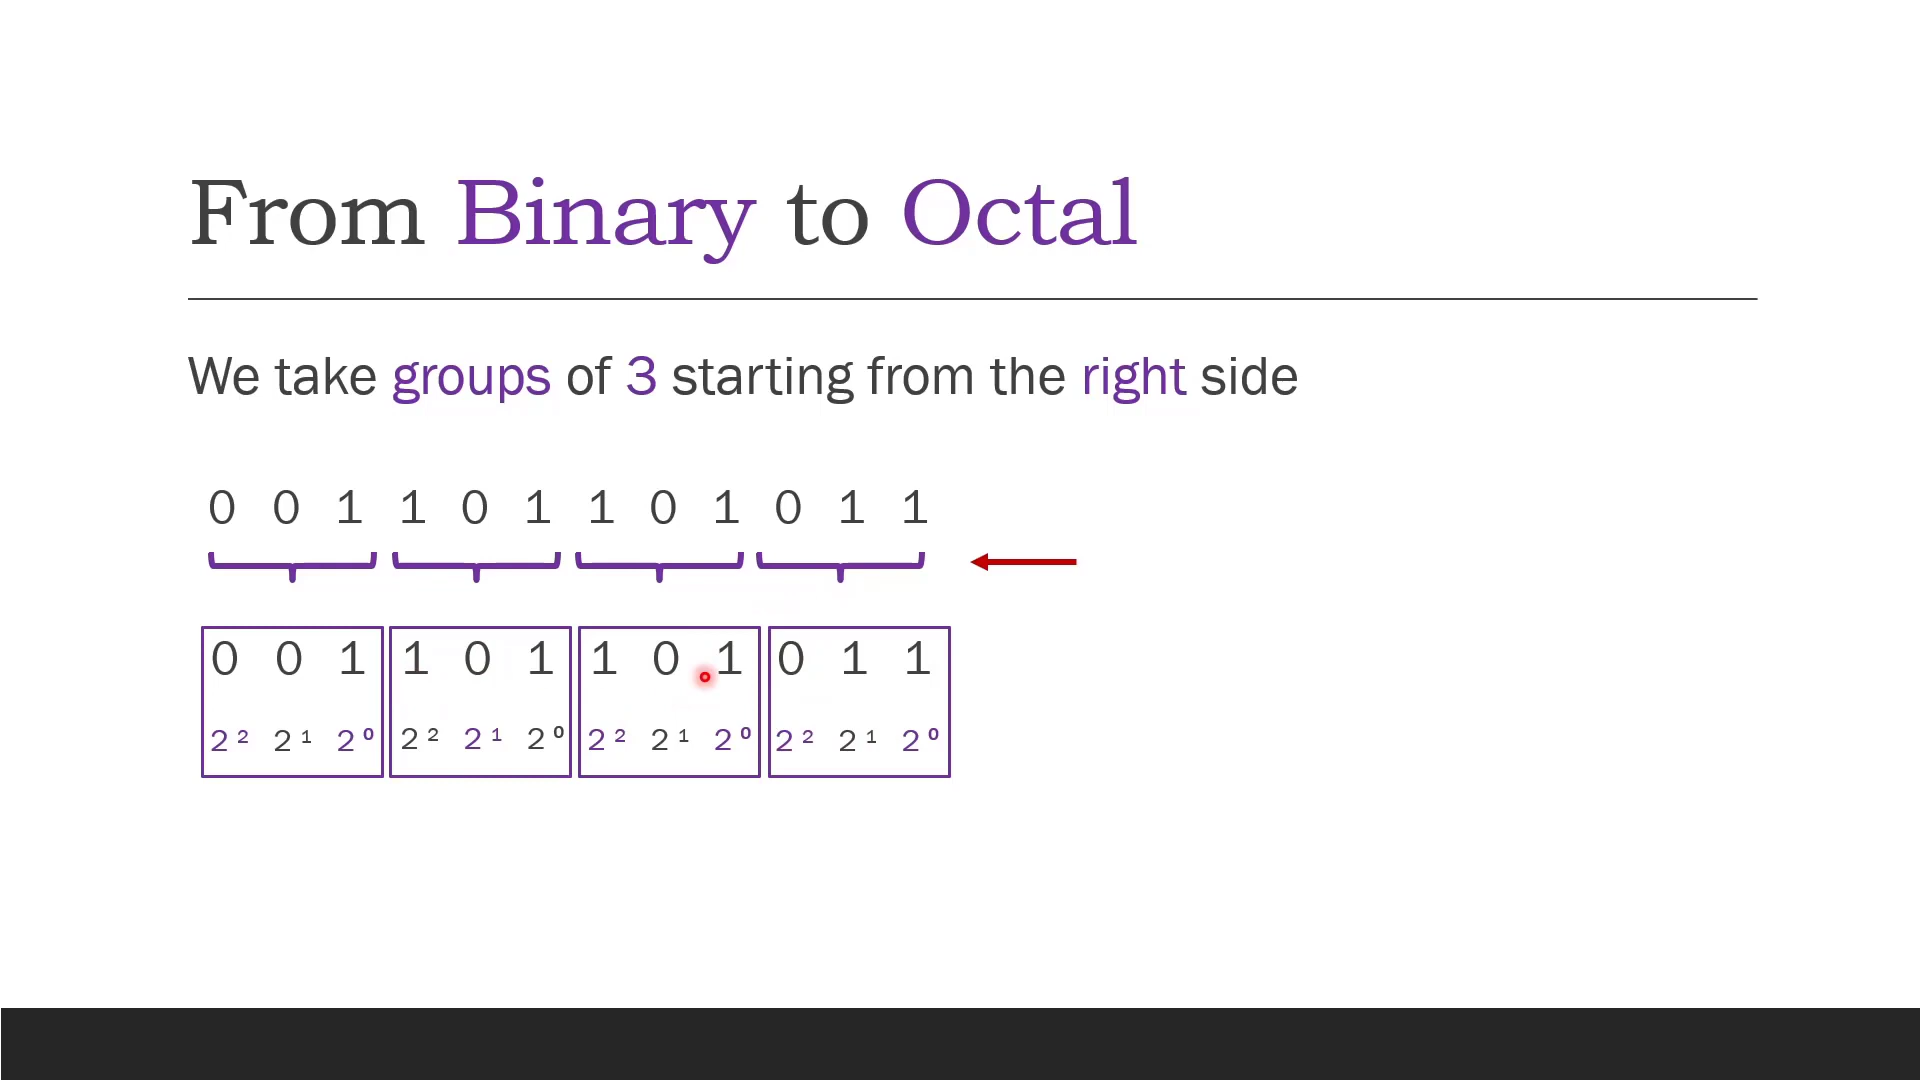 From Binary to Octal
We take groups of 3 starting from the right side
0 0 1 1 0 1 1 0 1 0 1 1
0 0 1 1 0 1 1 0 1 0 1 1
2² 2¹ 2⁰ 2² 2¹ 2⁰ 2² 2¹ 2⁰ 2² 2¹ 2⁰